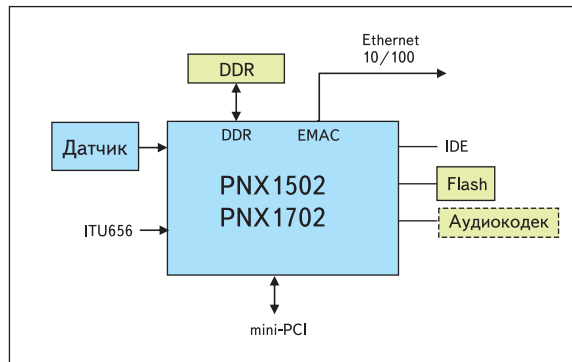 Ethernet
10/100
DDR
DDR
EMAC
Датчик
IDE
PNX1502
Flash
PNX1702
Аудиокодек
ITU656
mini-PCI